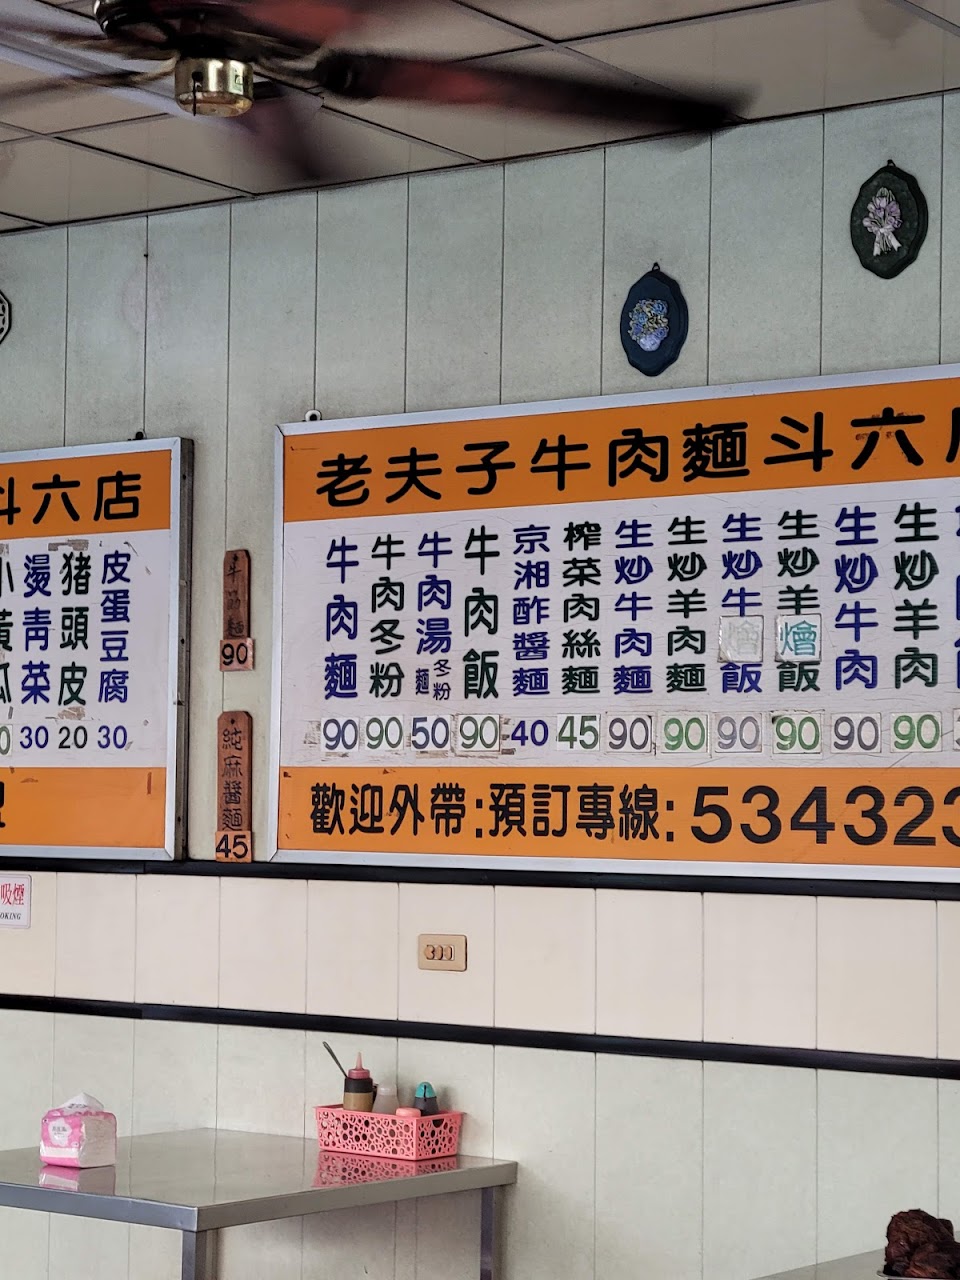 斗六店
小黃瓜
燙青菜 30
豬頭皮 20
皮蛋豆腐 30
牛筋麵 90
純麻醬麵 45
老夫子牛肉麵斗六店
牛肉麵 90
牛肉冬粉 90
牛肉湯麵 冬粉 50
牛肉飯 90
京湘酢醬麵 40
榨菜肉絲麵 45
生炒牛肉麵 90
生炒羊肉麵 90
生炒牛燴飯 90
生炒羊燴飯 90
生炒牛肉 90
生炒羊肉 90
歡迎外帶:預訂專線:534323
吸煙
OKING